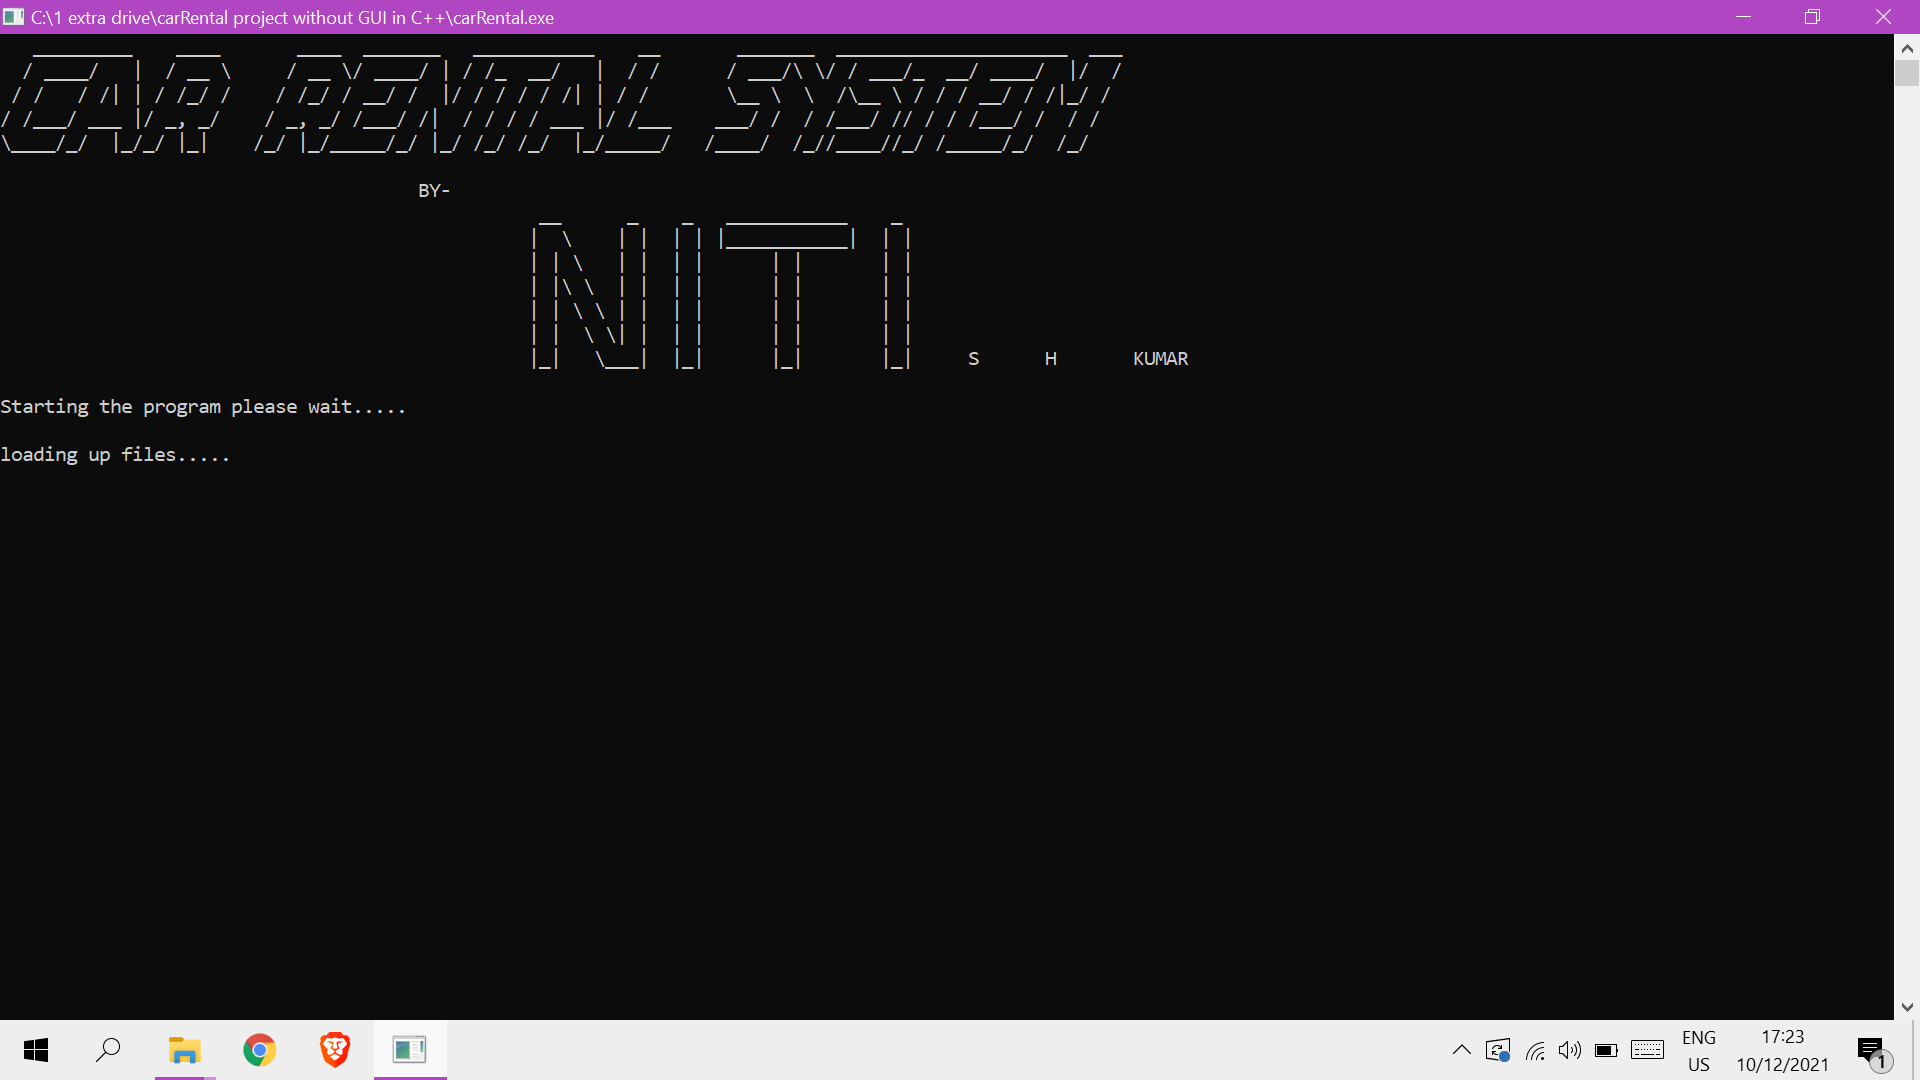 C:\1 extra drive\carRental project without GUI in C++\carRental.exe
CAR RENTAL SYSTEM
BY-
NITI S H KUMAR
Starting the program please wait.....
loading up files.....
ENG
US
17:23
10/12/2021
1